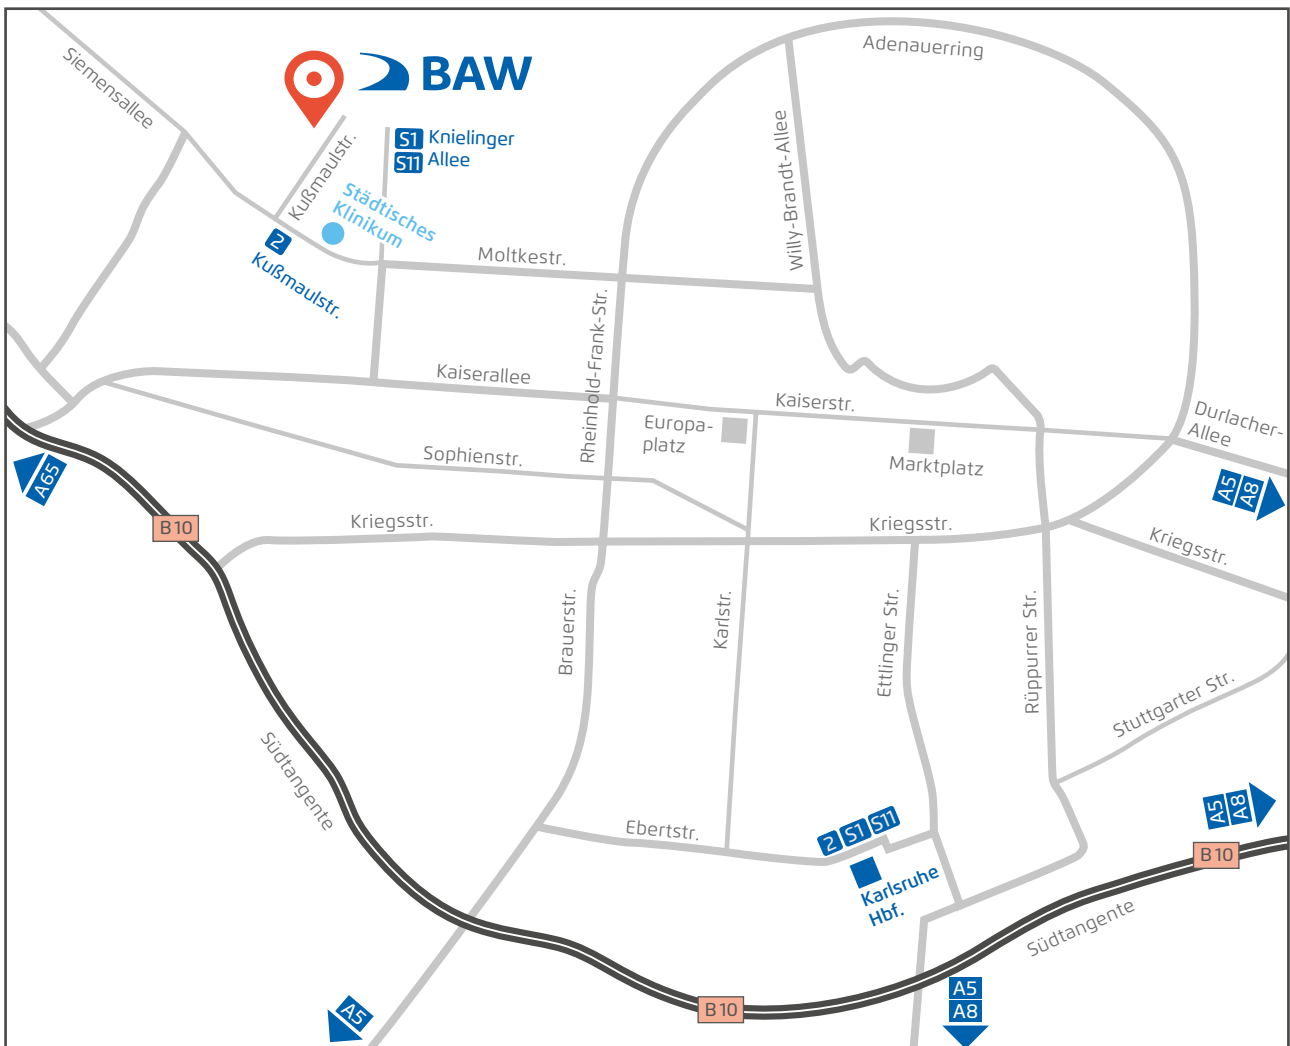 Adenauerring
Siemensallee
BAW
Kußmaulstr.
S1 Knielinger
S11 Allee
Städtisches
Klinikum
2
Kußmaulstr.
Moltkestr.
Willy-Brandt-Allee
Rheinhold-Frank-Str.
Kaiserallee
Kaiserstr.
Europa-
platz
Marktplatz
Durlacher-
Allee
Sophienstr.
A65
A5
A8
B10
Kriegsstr.
Kriegsstr.
Kriegsstr.
Brauerstr.
Karlstr.
Ettlinger Str.
Rüppurrer Str.
Stuttgarter Str.
Südtangente
A5
A8
Ebertstr.
2 S1 S11
B10
Karlsruhe
Hbf.
Südtangente
A5
B10
A5
A8